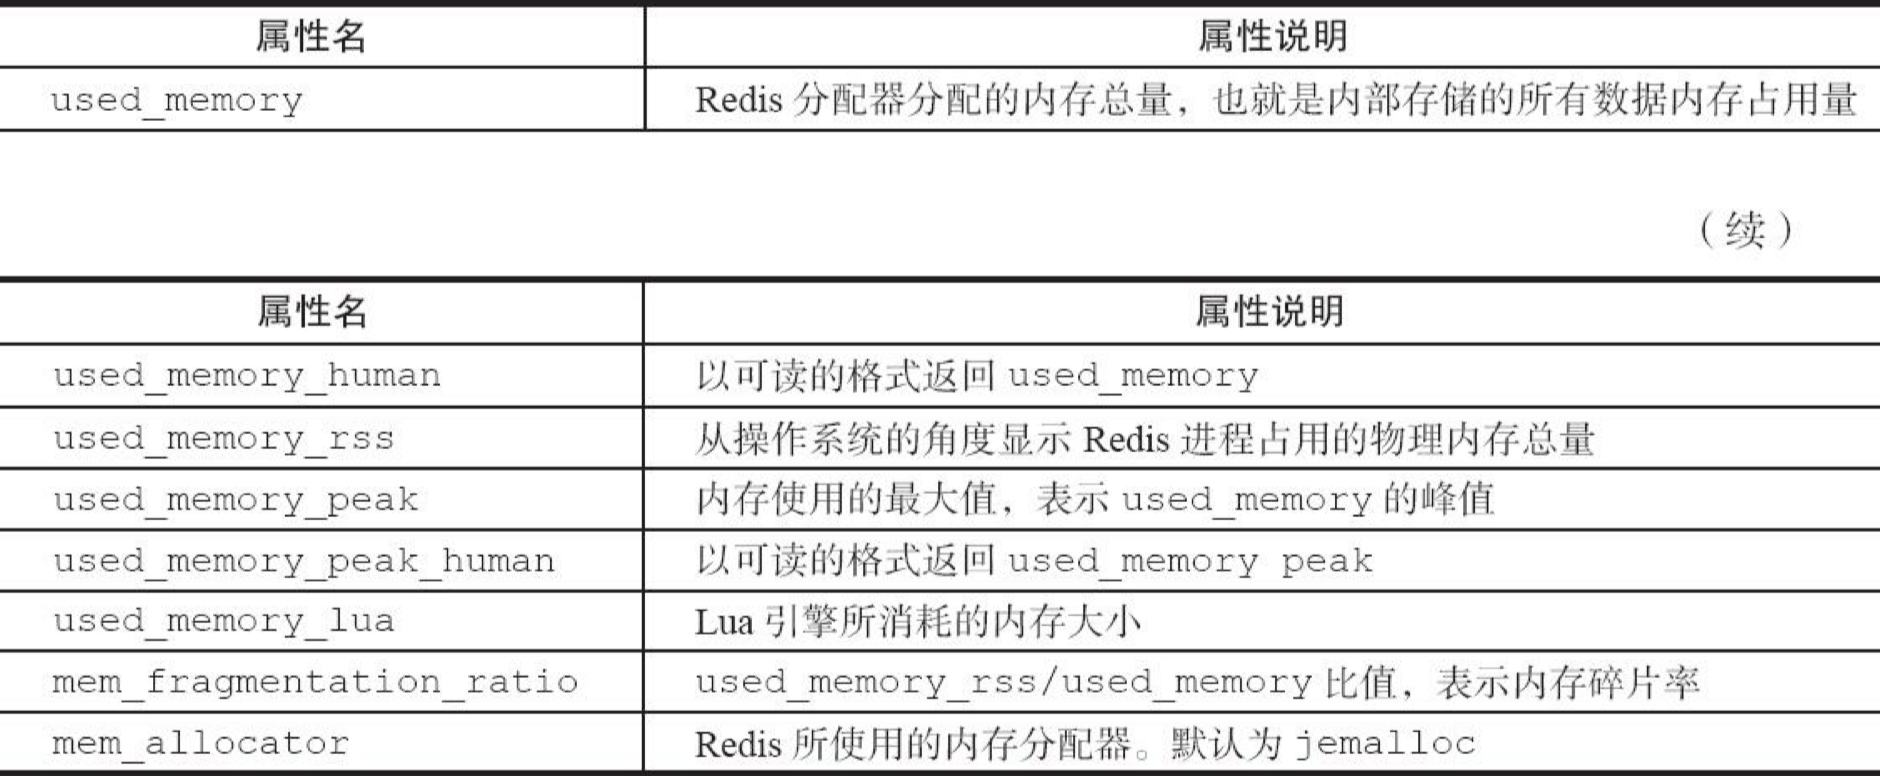 属性名 属性说明
used_memory Redis 分配器分配的内存总量，也就是内部存储的所有数据内存占用量
（续）
属性名 属性说明
used_memory_human 以可读的格式返回 used_memory
used_memory_rss 从操作系统的角度显示 Redis 进程占用的物理内存总量
used_memory_peak 内存使用的最大值，表示 used_memory 的峰值
used_memory_peak_human 以可读的格式返回 used_memory peak
used_memory_lua Lua 引擎所消耗的内存大小
mem_fragmentation_ratio used_memory_rss/used_memory 比值，表示内存碎片率
mem_allocator Redis 所使用的内存分配器。默认为 jemalloc